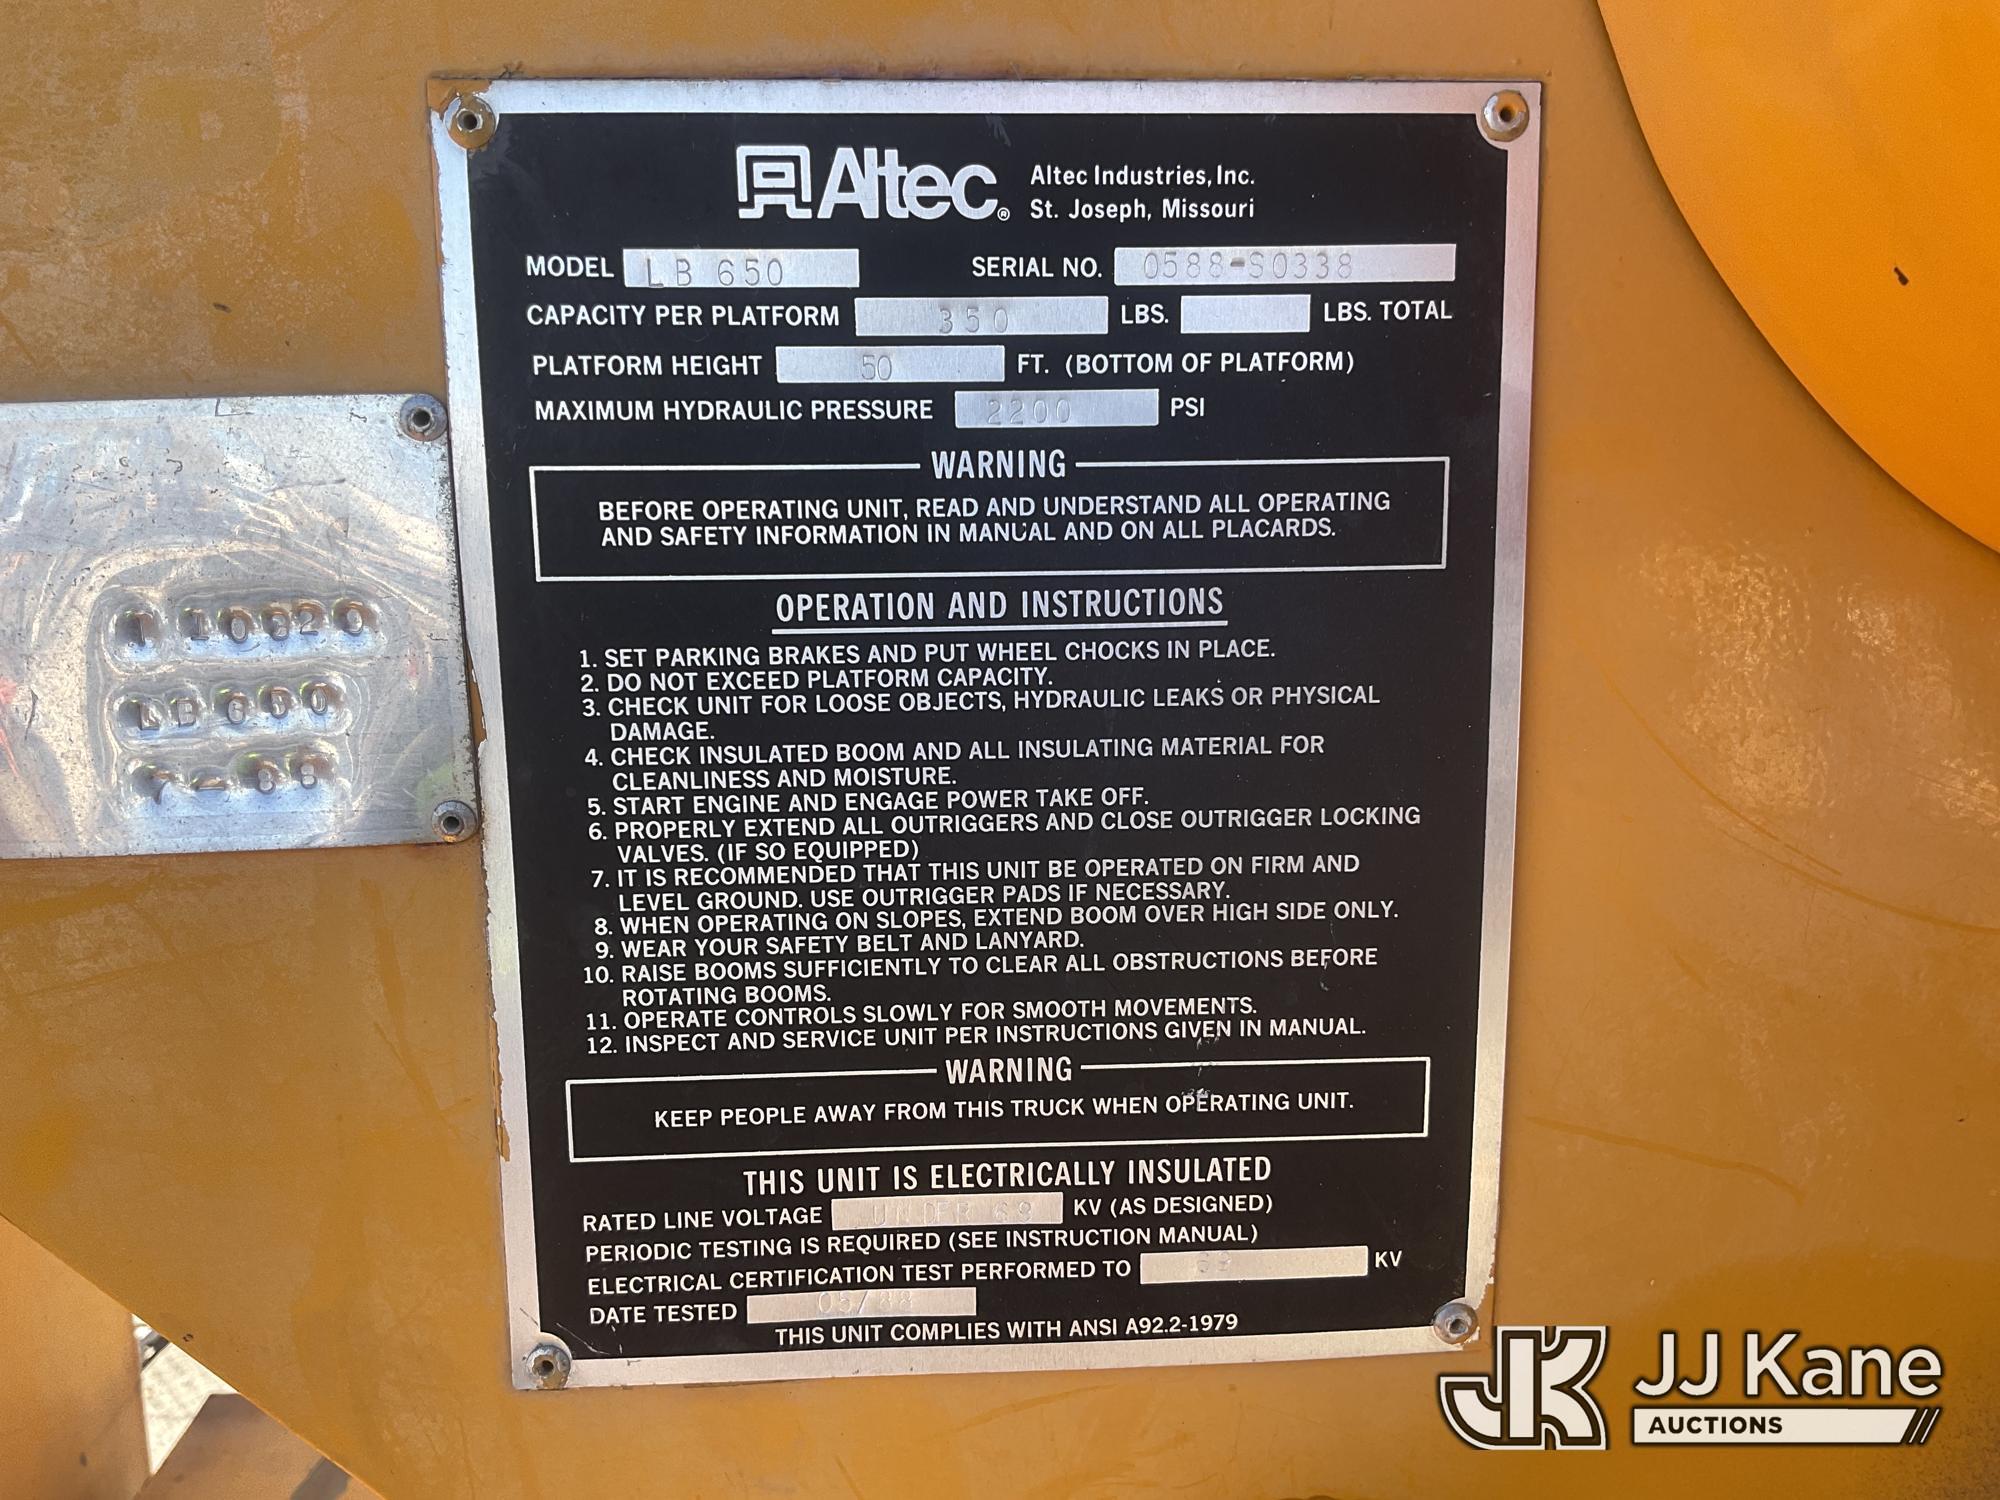 Altec® Altec Industries, Inc.
St. Joseph, Missouri
MODEL LB 650 SERIAL NO. 0588-S0338
CAPACITY PER PLATFORM 350 LBS. LBS. TOTAL
PLATFORM HEIGHT 50 FT. (BOTTOM OF PLATFORM)
MAXIMUM HYDRAULIC PRESSURE 2200 PSI
WARNING
BEFORE OPERATING UNIT, READ AND UNDERSTAND ALL OPERATING
AND SAFETY INFORMATION IN MANUAL AND ON ALL PLACARDS.
OPERATION AND INSTRUCTIONS
1. SET PARKING BRAKES AND PUT WHEEL CHOCKS IN PLACE.
2. DO NOT EXCEED PLATFORM CAPACITY.
3. CHECK UNIT FOR LOOSE OBJECTS, HYDRAULIC LEAKS OR PHYSICAL
DAMAGE.
4. CHECK INSULATED BOOM AND ALL INSULATING MATERIAL FOR
CLEANLINESS AND MOISTURE.
5. START ENGINE AND ENGAGE POWER TAKE OFF.
6. PROPERLY EXTEND ALL OUTRIGGERS AND CLOSE OUTRIGGER LOCKING
VALVES. (IF SO EQUIPPED)
7. IT IS RECOMMENDED THAT THIS UNIT BE OPERATED ON FIRM AND
LEVEL GROUND. USE OUTRIGGER PADS IF NECESSARY.
8. WHEN OPERATING ON SLOPES, EXTEND BOOM OVER HIGH SIDE ONLY.
9. WEAR YOUR SAFETY BELT AND LANYARD.
10. RAISE BOOMS SUFFICIENTLY TO CLEAR ALL OBSTRUCTIONS BEFORE
ROTATING BOOMS.
11. OPERATE CONTROLS SLOWLY FOR SMOOTH MOVEMENTS.
12. INSPECT AND SERVICE UNIT PER INSTRUCTIONS GIVEN IN MANUAL.
WARNING
KEEP PEOPLE AWAY FROM THIS TRUCK WHEN OPERATING UNIT.
THIS UNIT IS ELECTRICALLY INSULATED
RATED LINE VOLTAGE UNDER 69 KV (AS DESIGNED)
PERIODIC TESTING IS REQUIRED (SEE INSTRUCTION MANUAL)
ELECTRICAL CERTIFICATION TEST PERFORMED TO 69 KV
DATE TESTED 05/88
THIS UNIT COMPLIES WITH ANSI A92.2-1979
LB 650
7-88
JK JJ Kane
AUCTIONS